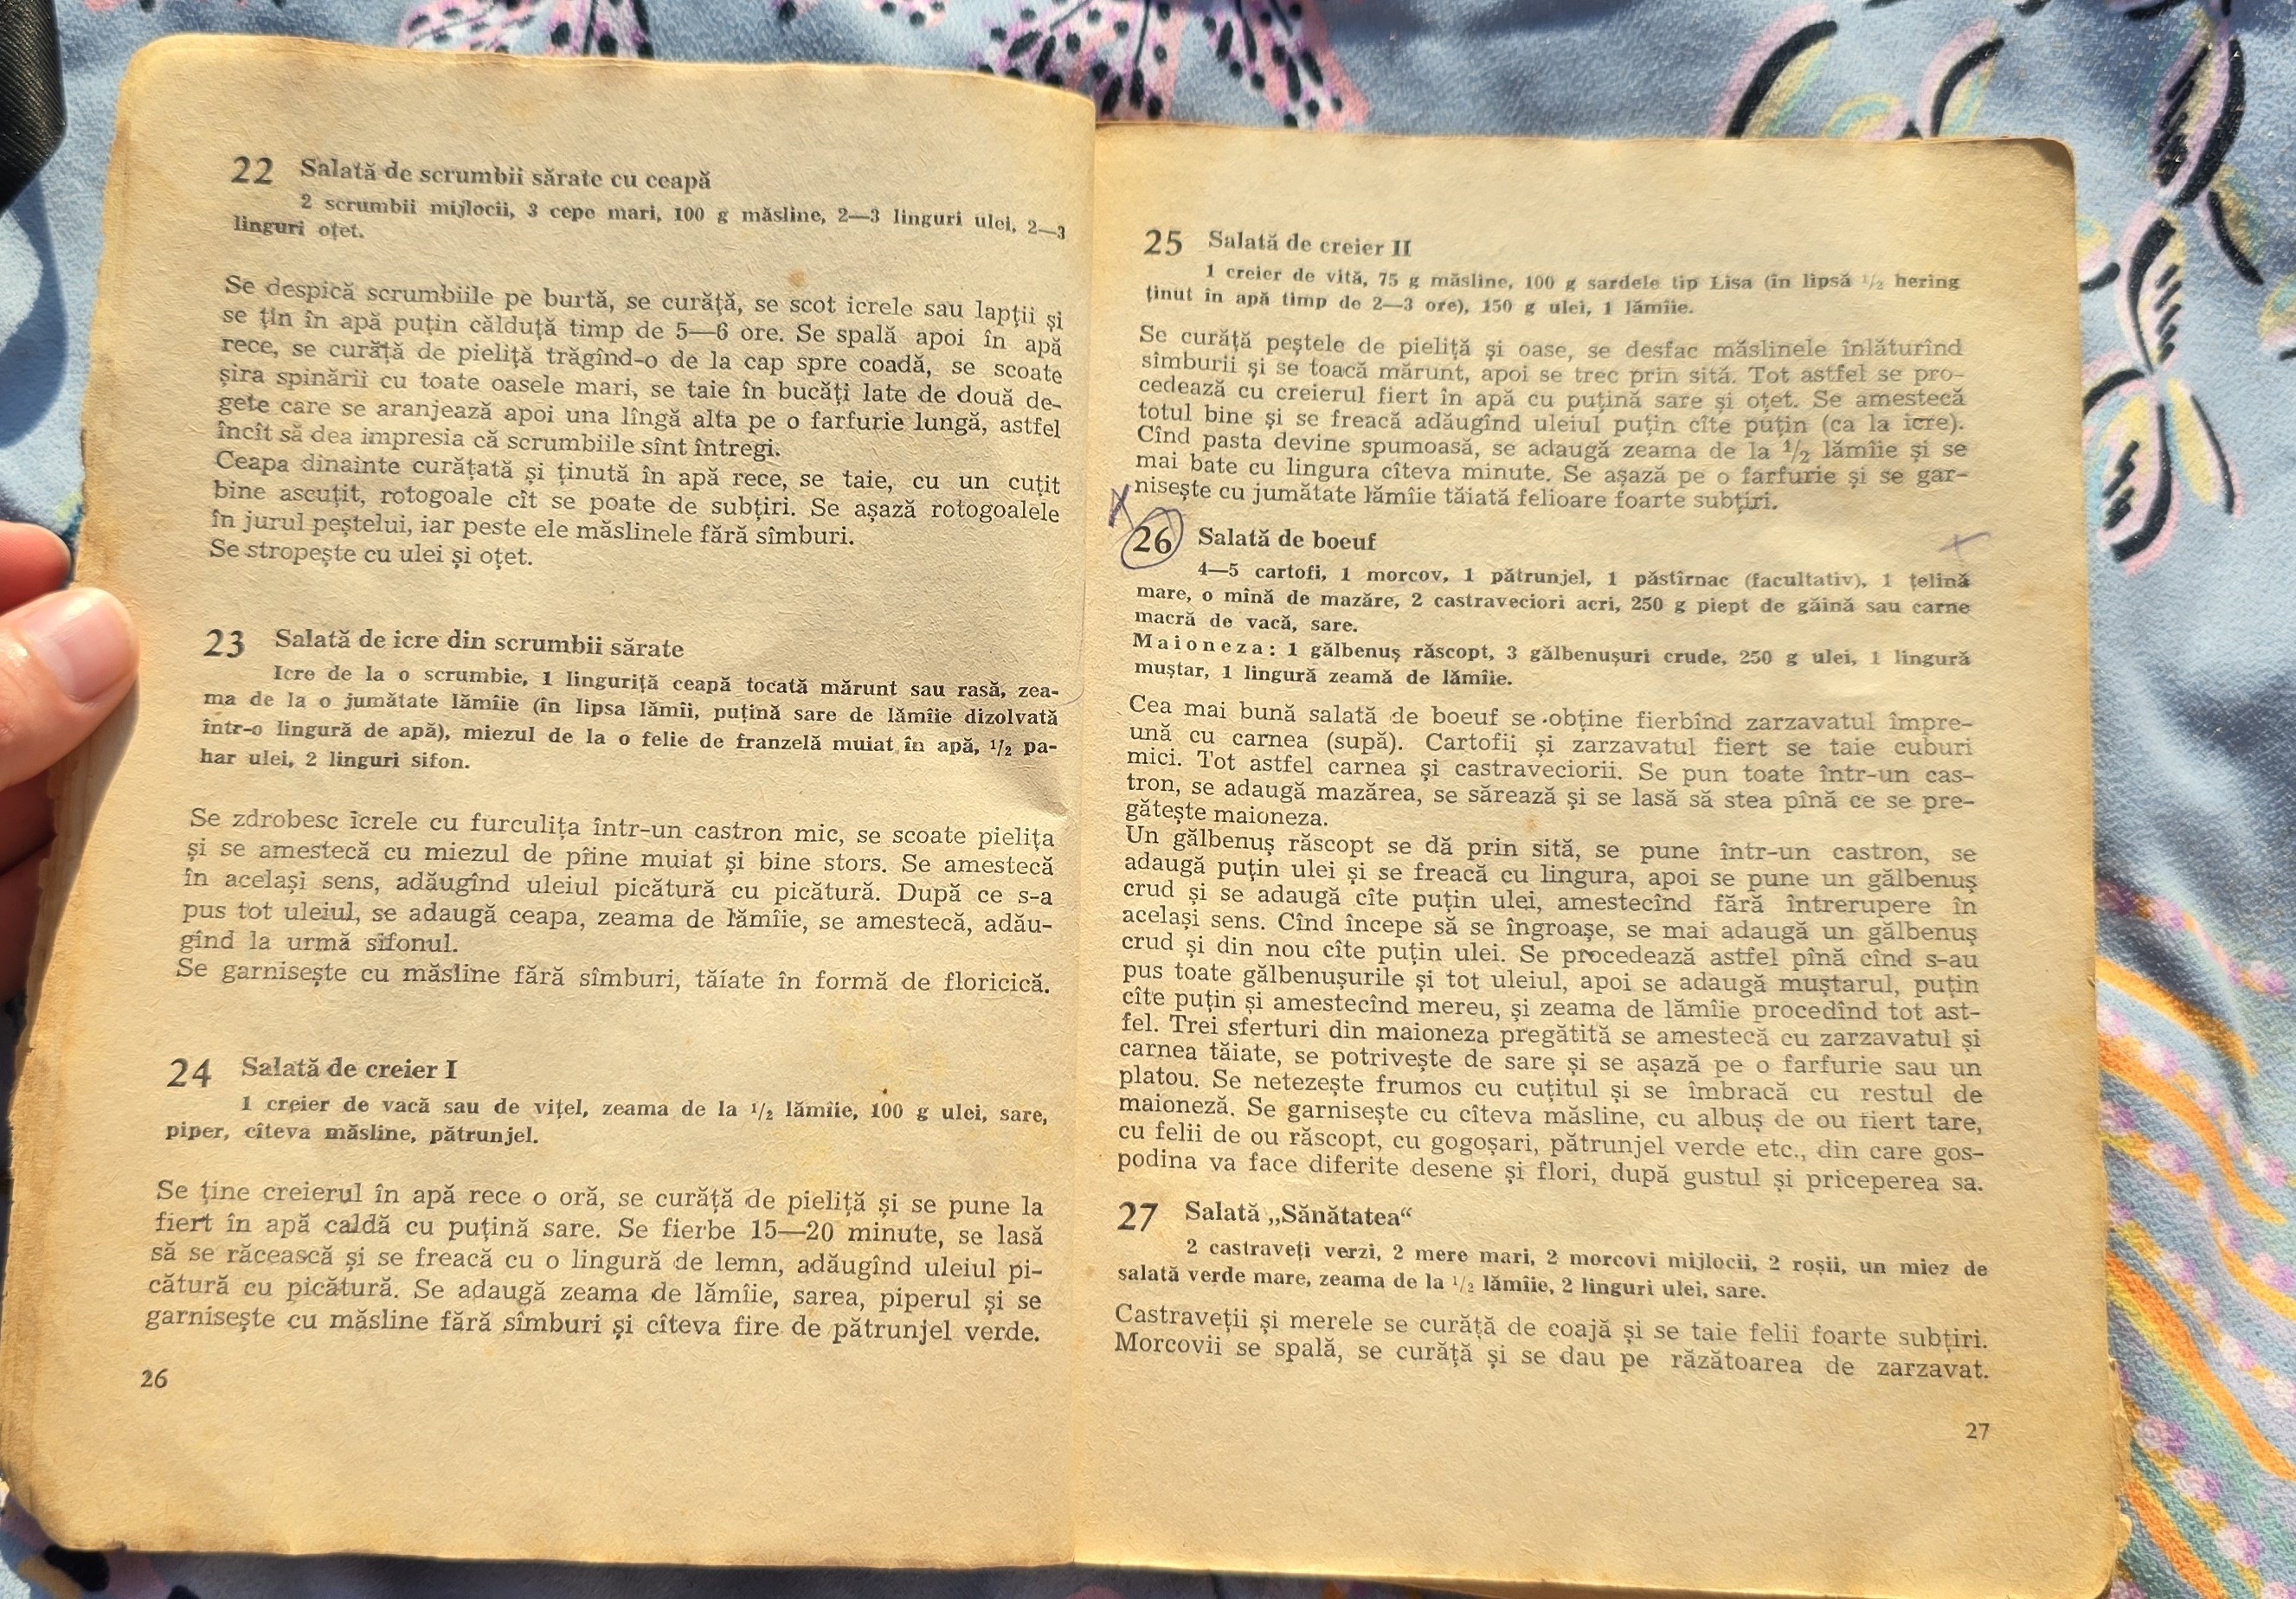 22 Salată de scrumbii sărate cu ceapă
2 scrumbii mijlocii, 3 cepe mari, 100 g măsline, 2—3 linguri ulei, 2—3
linguri oțet.
Se despică scrumbiile pe burtă, se curăță, se scot icrele sau lapții și
se țin în apă puțin călduță timp de 5—6 ore. Se spală apoi în apă
rece, se curăță de pieliță trăgînd-o de la cap spre coadă, se scoate
șira spinării cu toate oasele mari, se taie în bucăți late de două de-
gete care se aranjează apoi una lîngă alta pe o farfurie lungă, astfel
încît să dea impresia că scrumbiile sînt întregi.
Ceapa dinainte curățată și ținută în apă rece, se taie, cu un cuțit
bine ascuțit, rotogoale cît se poate de subțiri. Se așază rotogoalele
în jurul peștelui, iar peste ele măslinele fără sîmburi.
Se stropește cu ulei și oțet.
23 Salată de icre din scrumbii sărate
Icre de la o scrumbie, 1 linguriță ceapă tocată mărunt sau rasă, zea-
ma de la o jumătate lămîie (în lipsa lămîi, puțină sare de lămîie dizolvată
într-o lingură de apă), miezul de la o felie de franzelă muiat în apă, 1/2 pa-
har ulei, 2 linguri sifon.
Se zdrobesc icrele cu furculița într-un castron mic, se scoate pielița
și se amestecă cu miezul de pîine muiat și bine stors. Se amestecă
în același sens, adăugînd uleiul picătură cu picătură. După ce s-a
pus tot uleiul, se adaugă ceapa, zeama de lămîie, se amestecă, adău-
gînd la urmă sifonul.
Se garnisește cu măsline fără sîmburi, tăiate în formă de floricică.
24 Salată de creier I
1 creier de vacă sau de vițel, zeama de la 1/2 lămîie, 100 g ulei, sare,
piper, cîteva măsline, pătrunjel.
Se ține creierul în apă rece o oră, se curăță de pieliță și se pune la
fiert în apă caldă cu puțină sare. Se fierbe 15—20 minute, se lasă
să se răcească și se freacă cu o lingură de lemn, adăugînd uleiul pi-
cătură cu picătură. Se adaugă zeama de lămîie, sarea, piperul și se
garnisește cu măsline fără sîmburi și cîteva fire de pătrunjel verde.
26
25 Salată de creier II
1 creier de vită, 75 g măsline, 100 g sardele tip Lisa (în lipsă 1/2 hering
ținut în apă timp de 2—3 ore), 150 g ulei, 1 lămîie.
Se curăță peștele de pieliță și oase, se desfac măslinele înlăturînd
sîmburii și se toacă mărunt, apoi se trec prin sită. Tot astfel se pro-
cedează cu creierul fiert în apă cu puțină sare și oțet. Se amestecă
totul bine și se freacă adăugînd uleiul puțin cîte puțin (ca la icre).
Cînd pasta devine spumoasă, se adaugă zeama de la 1/2 lămîie și se
mai bate cu lingura cîteva minute. Se așază pe o farfurie și se gar-
nisește cu jumătate lămîie tăiată felioare foarte subțiri.
26 Salată de boeuf
4—5 cartofi, 1 morcov, 1 pătrunjel, 1 păstîrnac (facultativ), 1 țelină
mare, o mînă de mazăre, 2 castraveciori acri, 250 g piept de găină sau carne
macră de vacă, sare.
Maioneza: 1 gălbenuș răscopt, 3 gălbenușuri crude, 250 g ulei, 1 lingură
muștar, 1 lingură zeamă de lămîie.
Cea mai bună salată de boeuf se obține fierbînd zarzavatul împre-
ună cu carnea (supă). Cartofii și zarzavatul fiert se taie cuburi
mici. Tot astfel carnea și castraveciorii. Se pun toate într-un cas-
tron, se adaugă mazărea, se sărează și se lasă să stea pînă ce se pre-
gătește maioneza.
Un gălbenuș răscopt se dă prin sită, se pune într-un castron, se
adaugă puțin ulei și se freacă cu lingura, apoi se pune un gălbenuș
crud și se adaugă cîte puțin ulei, amestecînd fără întrerupere în
același sens. Cînd începe să se îngroașe, se mai adaugă un gălbenuș
crud și din nou cîte puțin ulei. Se procedează astfel pînă cînd s-au
pus toate gălbenușurile și tot uleiul, apoi se adaugă muștarul, puțin
cîte puțin și amestecînd mereu, și zeama de lămîie procedînd tot ast-
fel. Trei sferturi din maioneza pregătită se amestecă cu zarzavatul și
carnea tăiate, se potrivește de sare și se așază pe o farfurie sau un
platou. Se netezește frumos cu cuțitul și se îmbracă cu restul de
maioneză. Se garnisește cu cîteva măsline, cu albuș de ou fiert tare,
cu felii de ou răscopt, cu gogoșari, pătrunjel verde etc., din care gos-
podina va face diferite desene și flori, după gustul și priceperea sa.
27 Salată „Sănătatea“
2 castraveți verzi, 2 mere mari, 2 morcovi mijlocii, 2 roșii, un miez de
salată verde mare, zeama de la 1/2 lămîie, 2 linguri ulei, sare.
Castraveții și merele se curăță de coajă și se taie felii foarte subțiri.
Morcovii se spală, se curăță și se dau pe răzătoarea de zarzavat.
27